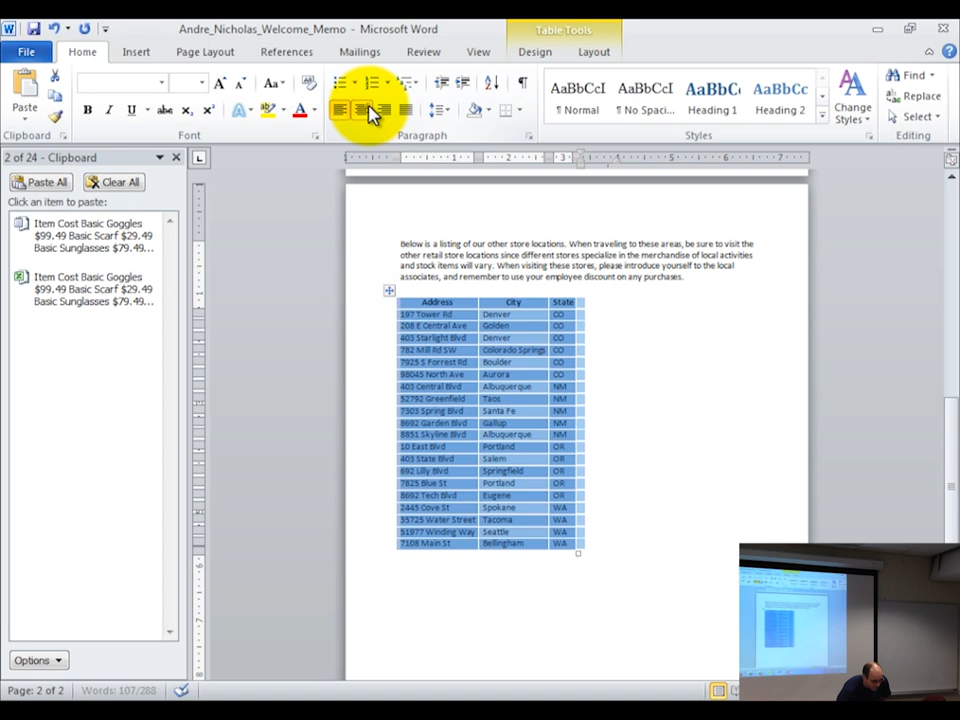 Andre_Nicholas_Welcome_Memo - Microsoft Word
Table Tools
File Home Insert Page Layout References Mailings Review View Design Layout
Paste
B I U abc x₂ x² A A
Aa
AaBbCcI AaBbCcI AaBbCc AaBbCc
¶ Normal ¶ No Spaci... Heading 1 Heading 2
Change Styles
Find
Replace
Select
Clipboard Font Paragraph Styles Editing
2 of 24 - Clipboard
Paste All Clear All
Click an item to paste:
Item Cost Basic Goggles
$99.49 Basic Scarf $29.49
Basic Sunglasses $79.49...
Item Cost Basic Goggles
$99.49 Basic Scarf $29.49
Basic Sunglasses $79.49...
Options
1 2 3 4 5 6 7
Below is a listing of our other store locations. When traveling to these areas, be sure to visit the
other retail store locations since different stores specialize in the merchandise of local activities
and stock items will vary. When visiting these stores, please introduce yourself to the local
associates, and remember to use your employee discount on any purchases.
Address City State
197 Tower Rd Denver CO
208 E Central Ave Golden CO
403 Starlight Blvd Denver CO
782 Mill Rd SW Colorado Springs CO
7925 S Forrest Rd Boulder CO
98045 North Ave Aurora CO
403 Central Blvd Albuquerque NM
52792 Greenfield Taos NM
7303 Spring Blvd Santa Fe NM
8692 Garden Blvd Gallup NM
8851 Skyline Blvd Albuquerque NM
10 East Blvd Portland OR
403 State Blvd Salem OR
692 Lilly Blvd Springfield OR
7825 Blue St Portland OR
8692 Tech Blvd Eugene OR
2445 Cove St Spokane WA
35725 Water Street Tacoma WA
51977 Winding Way Seattle WA
7108 Main St Bellingham WA
Page: 2 of 2 Words: 107/288